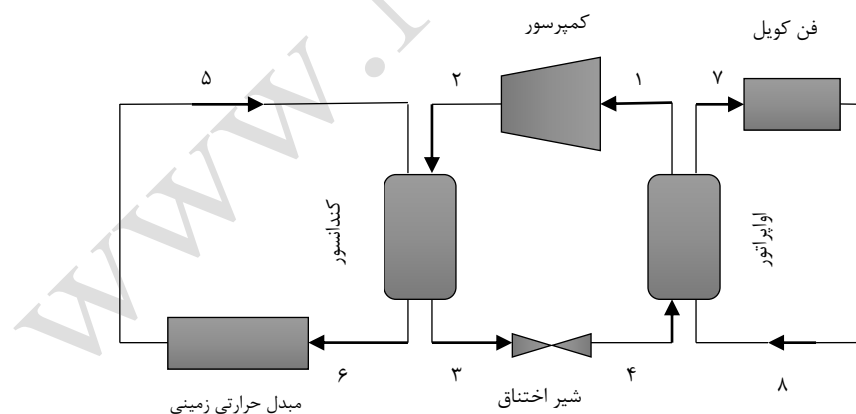 کمپرسور
فن کویل
۵
۲
۱
۷
کندانسور
اواپراتور
۶
۳
۴
۸
شیر اختناق
مبدل حرارتی زمینی
www.